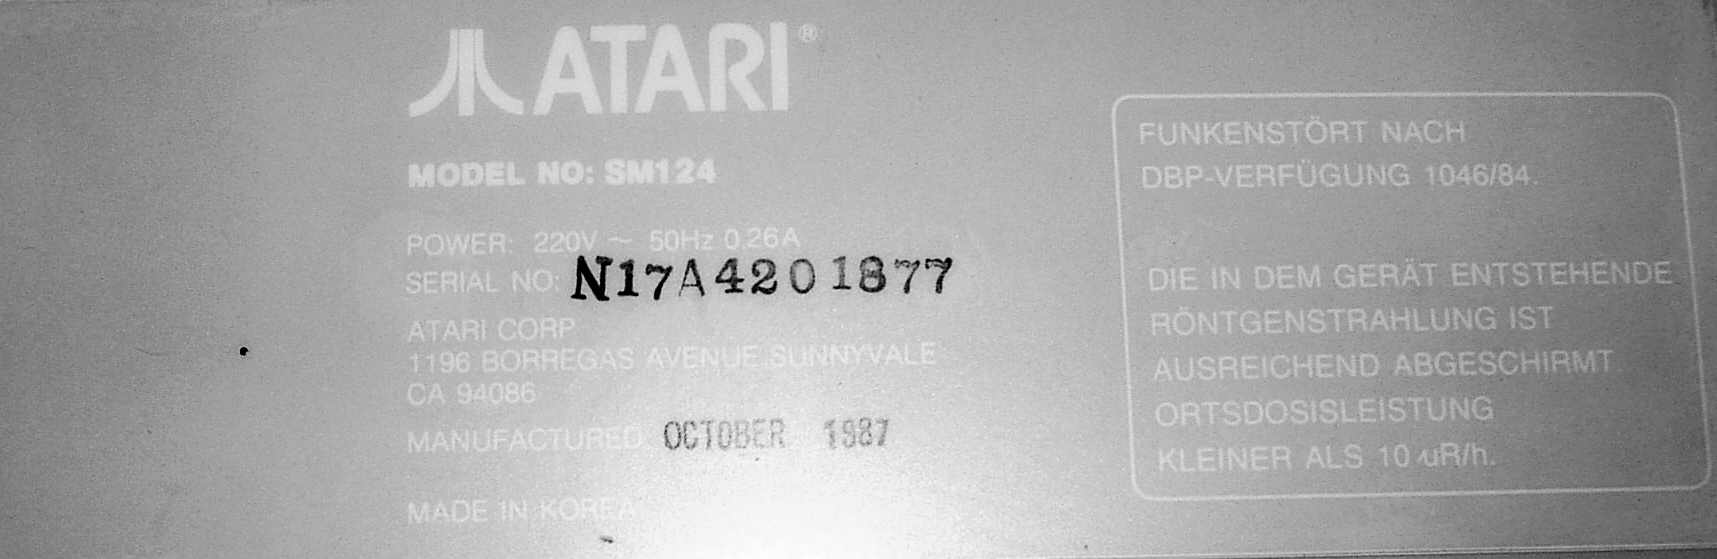 ATARI®
MODEL NO: SM124
POWER: 220V ~ 50Hz 0.26A
SERIAL NO: N17A4201877
ATARI CORP
1196 BORREGAS AVENUE SUNNYVALE
CA 94086
MANUFACTURED OCTOBER 1987
MADE IN KOREA
FUNKENSTÖRT NACH
DBP-VERFÜGUNG 1046/84.
DIE IN DEM GERÄT ENTSTEHENDE
RÖNTGENSTRAHLUNG IST
AUSREICHEND ABGESCHIRMT
ORTSDOSISLEISTUNG
KLEINER ALS 10 uR/h.